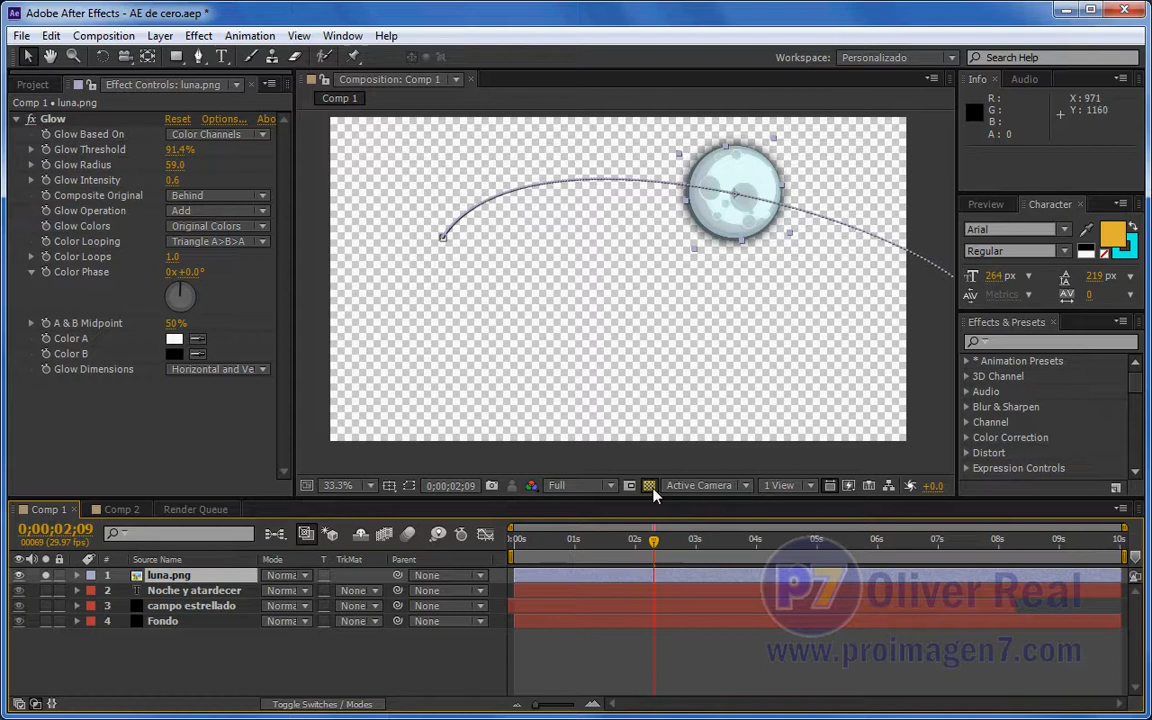 Ae Adobe After Effects - AE de cero.aep *
File Edit Composition Layer Effect Animation View Window Help
T Workspace: Personalizado Search Help
Project Effect Controls: luna.png
Composition: Comp 1
Info Audio
Comp 1 • luna.png
Comp 1
fx Glow Reset Options... Abo
Glow Based On Color Channels
Glow Threshold 91.4%
Glow Radius 59.0
Glow Intensity 0.6
Composite Original Behind
Glow Operation Add
Glow Colors Original Colors
Color Looping Triangle A>B>A
Color Loops 1.0
Color Phase 0x+0.0°
A & B Midpoint 50%
Color A
Color B
Glow Dimensions Horizontal and Ve
R :
G :
B :
A : 0
X : 971
Y : 1160
Preview Character
Arial
Regular
T 264 px
A 219 px
AV Metrics
AV 0
Effects & Presets
* Animation Presets
3D Channel
Audio
Blur & Sharpen
Channel
Color Correction
Distort
Expression Controls
33.3% 0;00;02;09 Full Active Camera 1 View +0.0
Comp 1 Comp 2 Render Queue
0;00;02;09
00069 (29.97 fps)
:00s 01s 02s 03s 04s 05s 06s 07s 08s 09s 10s
# Source Name Mode T TrkMat Parent
1 luna.png Norma None
2 T Noche y atardecer Norma None None
3 campo estrellado Norma None None
4 Fondo Norma None None
P7 Oliver Real
www.proimagen7.com
Toggle Switches / Modes